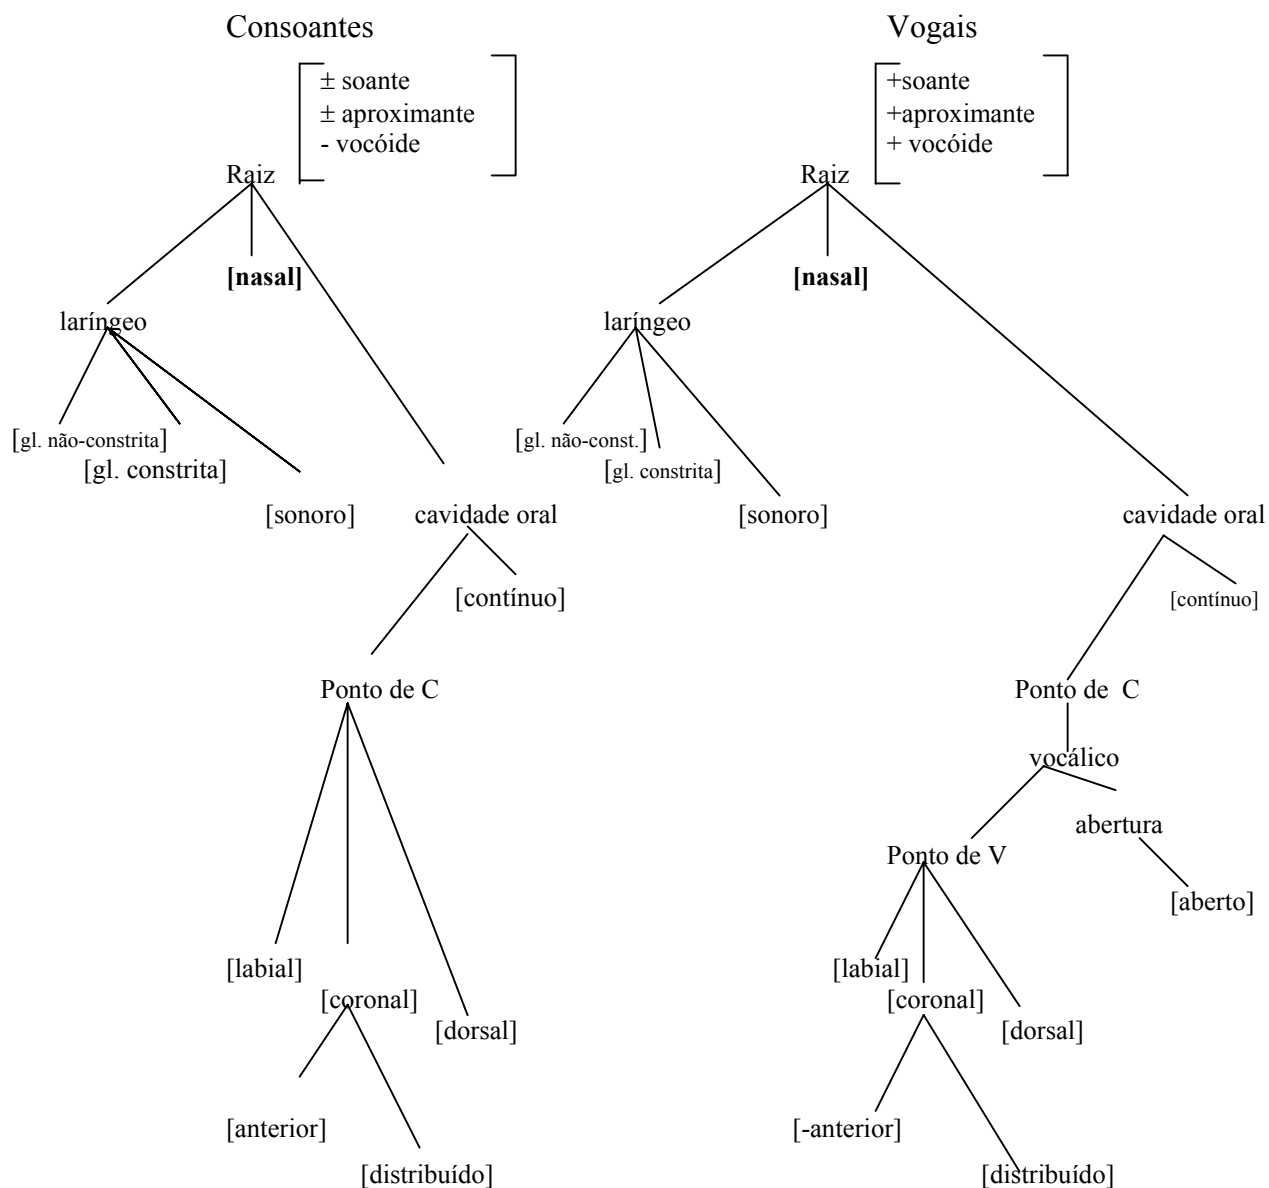 Consoantes
Vogais
± soante
± aproximante
- vocóide
+soante
+aproximante
+ vocóide
Raiz
Raiz
[nasal]
[nasal]
laríngeo
laríngeo
[gl. não-constrita]
[gl. constrita]
[gl. não-const.]
[gl. constrita]
[sonoro]
cavidade oral
[sonoro]
cavidade oral
[contínuo]
[contínuo]
Ponto de C
Ponto de C
vocálico
abertura
Ponto de V
[aberto]
[labial]
[coronal]
[dorsal]
[labial]
[coronal]
[dorsal]
[anterior]
[distribuído]
[-anterior]
[distribuído]